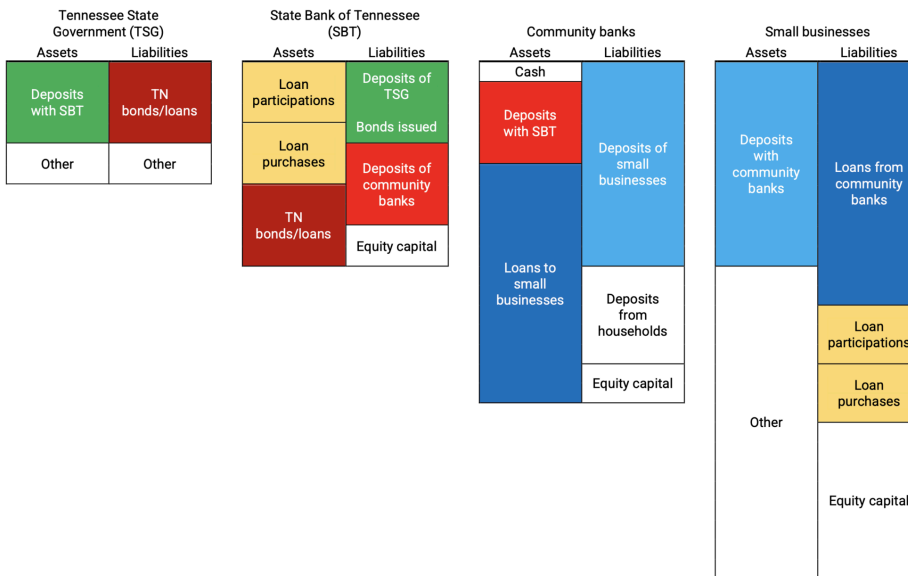 Tennessee State
Government (TSG)
Assets
Liabilities
Deposits
with SBT
TN
bonds/loans
Other
Other
State Bank of Tennessee
(SBT)
Assets
Liabilities
Loan
participations
Loan
purchases
TN
bonds/loans
Deposits of
TSG
Bonds issued
Deposits of
community
banks
Equity capital
Community banks
Assets
Liabilities
Cash
Deposits
with SBT
Loans to
small
businesses
Deposits of
small
businesses
Deposits
from
households
Equity capital
Small businesses
Assets
Liabilities
Deposits
with
community
banks
Other
Loans from
community
banks
Loan
participations
Loan
purchases
Equity capital